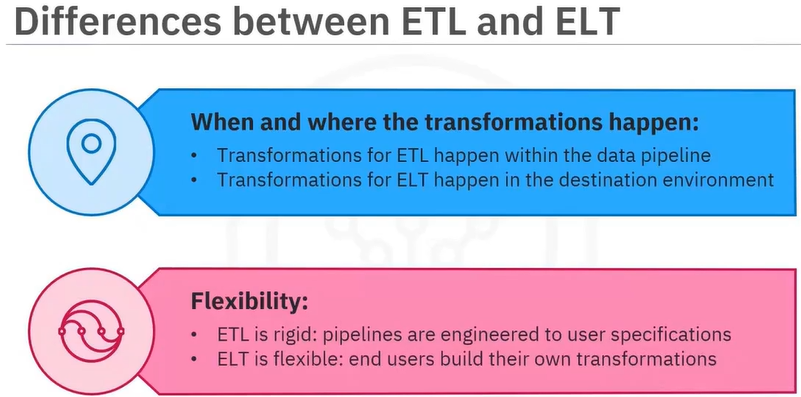 Differences between ETL and ELT
When and where the transformations happen:
• Transformations for ETL happen within the data pipeline
• Transformations for ELT happen in the destination environment
Flexibility:
• ETL is rigid: pipelines are engineered to user specifications
• ELT is flexible: end users build their own transformations